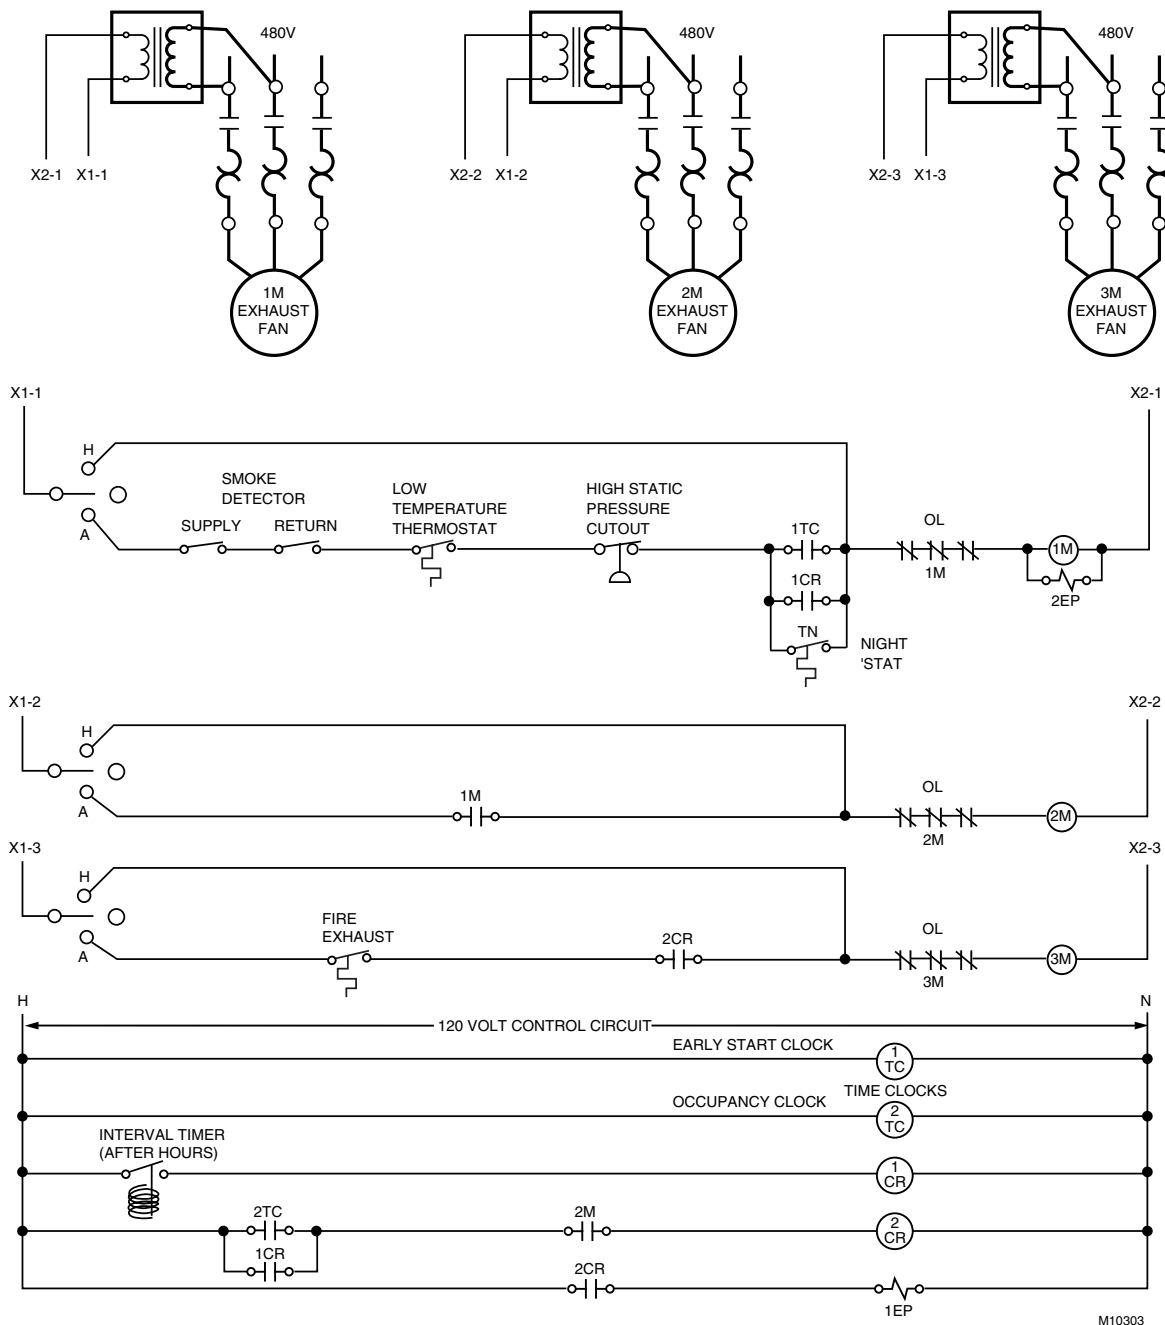 480V
480V
480V
X2-1 X1-1
X2-2 X1-2
X2-3 X1-3
1M
EXHAUST
FAN
2M
EXHAUST
FAN
3M
EXHAUST
FAN
X1-1
X2-1
H
A
SMOKE
DETECTOR
SUPPLY
RETURN
LOW
TEMPERATURE
THERMOSTAT
HIGH STATIC
PRESSURE
CUTOUT
1TC
1CR
TN
NIGHT
'STAT
OL
1M
1M
2EP
X1-2
X2-2
H
A
1M
OL
2M
2M
X1-3
X2-3
H
A
FIRE
EXHAUST
2CR
OL
3M
3M
H
N
120 VOLT CONTROL CIRCUIT
EARLY START CLOCK
1
TC
TIME CLOCKS
OCCUPANCY CLOCK
2
TC
INTERVAL TIMER
(AFTER HOURS)
1
CR
2TC
1CR
2M
2
CR
2CR
1EP
M10303